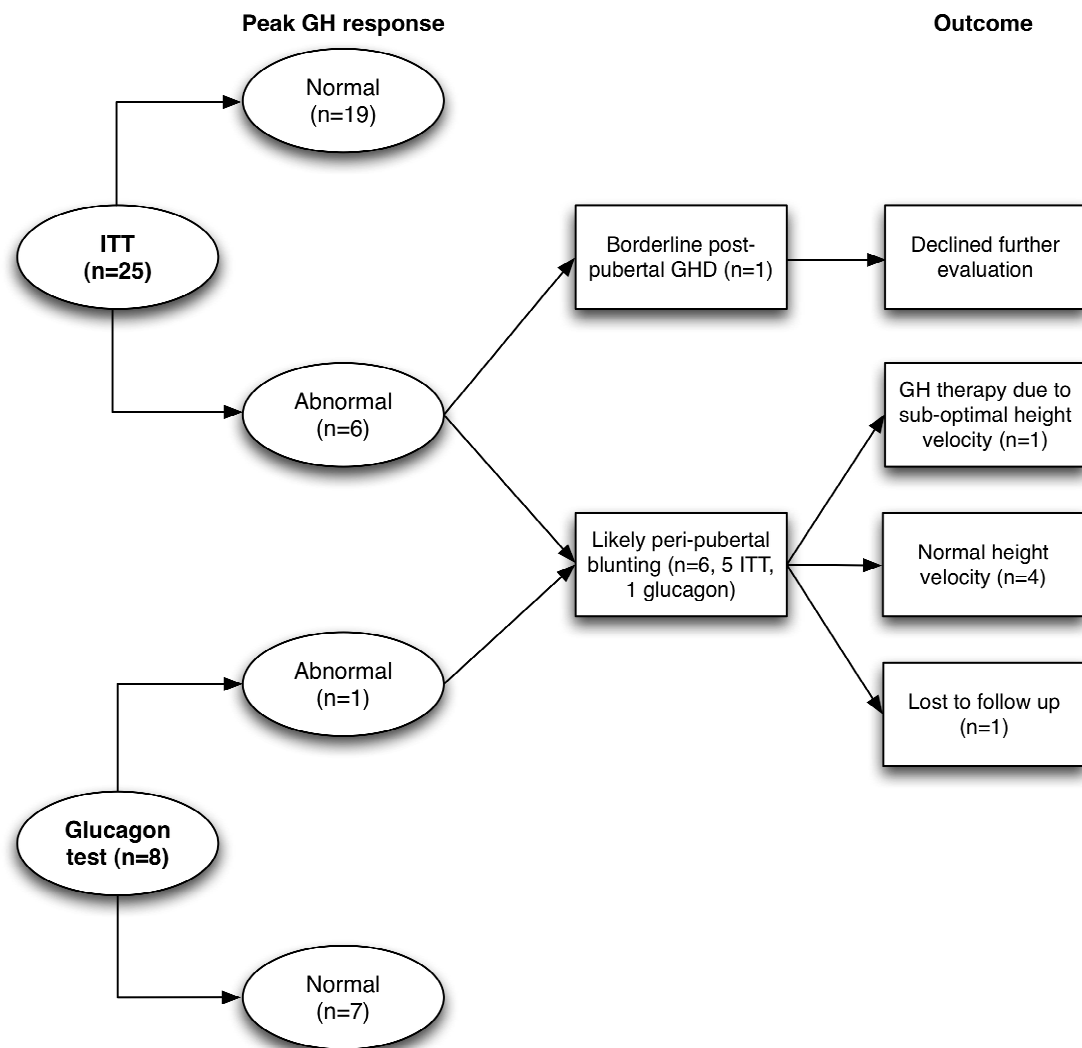 Peak GH response
Outcome
Normal
(n=19)
ITT
(n=25)
Borderline post-
pubertal GHD (n=1)
Declined further
evaluation
GH therapy due to
sub-optimal height
velocity (n=1)
Abnormal
(n=6)
Likely peri-pubertal
blunting (n=6, 5 ITT,
1 glucagon)
Normal height
velocity (n=4)
Abnormal
(n=1)
Lost to follow up
(n=1)
Glucagon
test (n=8)
Normal
(n=7)